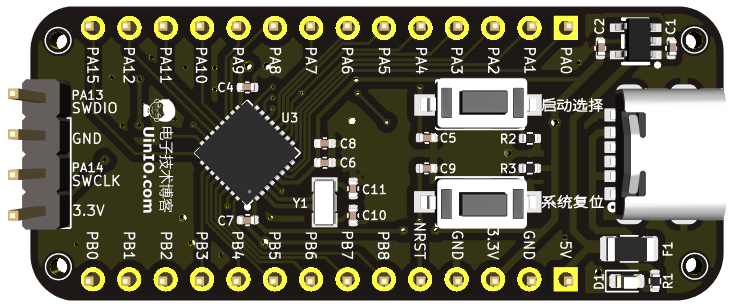 PA15 PA12 PA11 PA10 PA9 PA8 PA7 PA6 PA5 PA4 PA3 PA2 PA1 PA0
C2
C1
PA13
SWDIO
GND
PA14
SWCLK
3.3V
电子技术博客
UinIO.com
C4
U3
C8
C6
C7
Y1
C11
C10
启动选择
C5
R2
C9
R3
系统复位
PB0 PB1 PB2 PB3 PB4 PB5 PB6 PB7 PB8 NRST GND 3.3V GND 5V
F1
D1
R1